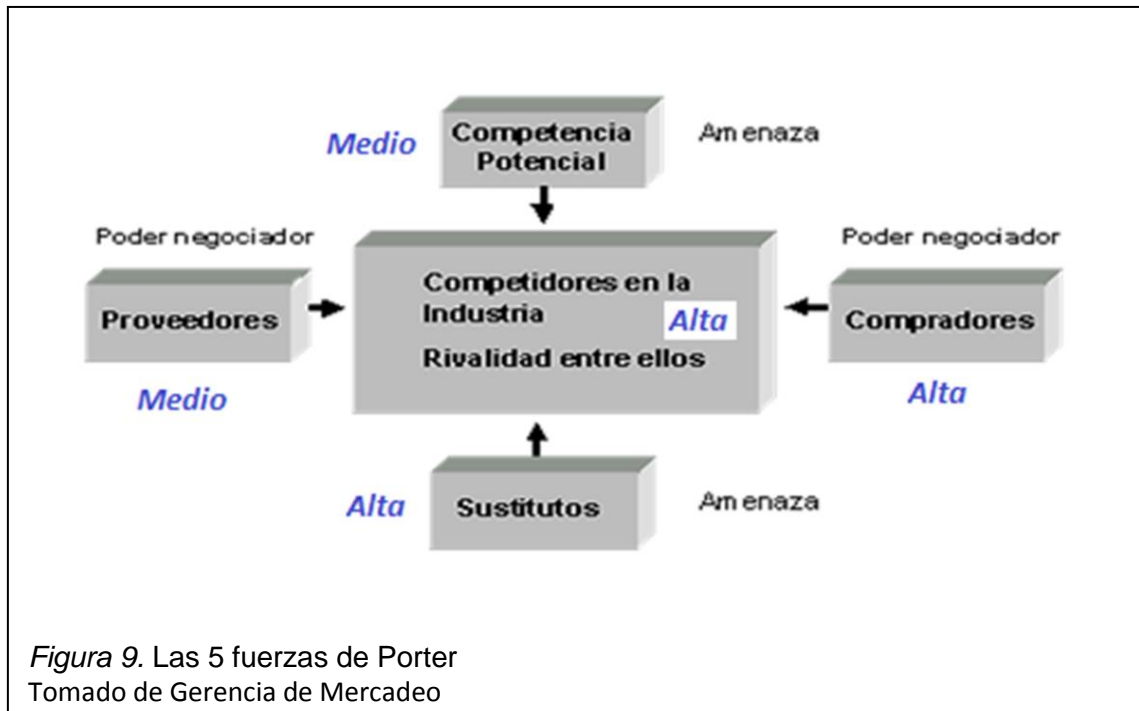 Competencia
Potencial
Medio
Amenaza
Poder negociador
Proveedores
Medio
Competidores en la
Industria
Alta
Rivalidad entre ellos
Poder negociador
Compradores
Alta
Alta
Sustitutos
Amenaza
Figura 9. Las 5 fuerzas de Porter
Tomado de Gerencia de Mercadeo